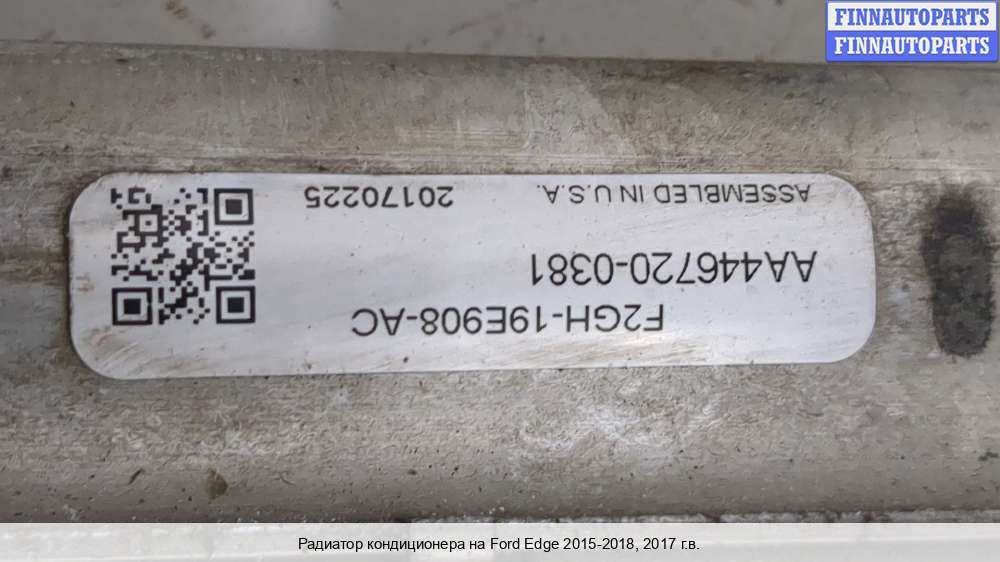 FINNAUTOPARTS
FINNAUTOPARTS
F2GH-19E908-AC
AA446720-0381
ASSEMBLED IN U.S.A. 20170225
Радиатор кондиционера на Ford Edge 2015-2018, 2017 г.в.